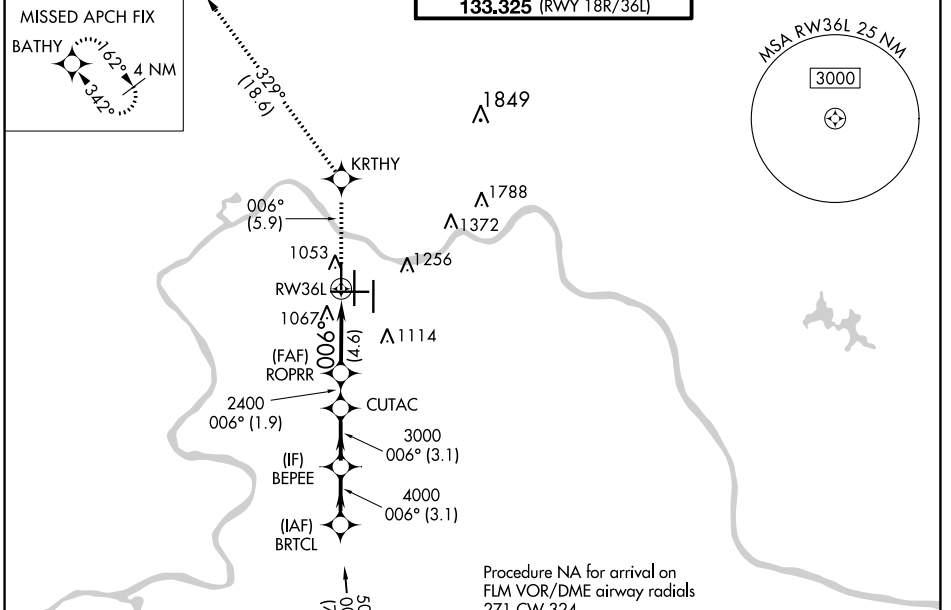 133.325 (RWY 18R/36L)
MISSED APCH FIX
BATHY
162°
4 NM
342°
329°
(18.6)
MSA RW36L 25 NM
3000
1849
KRTHY
1788
006°
(5.9)
1372
1053
1256
RW36L
1067
1114
006°
(4.6)
(FAF)
ROPRR
2400
006° (1.9)
CUTAC
3000
006° (3.1)
(IF)
BEPEE
4000
006° (3.1)
(IAF)
BRTCL
Procedure NA for arrival on
FLM VOR/DME airway radials
271 CW 324